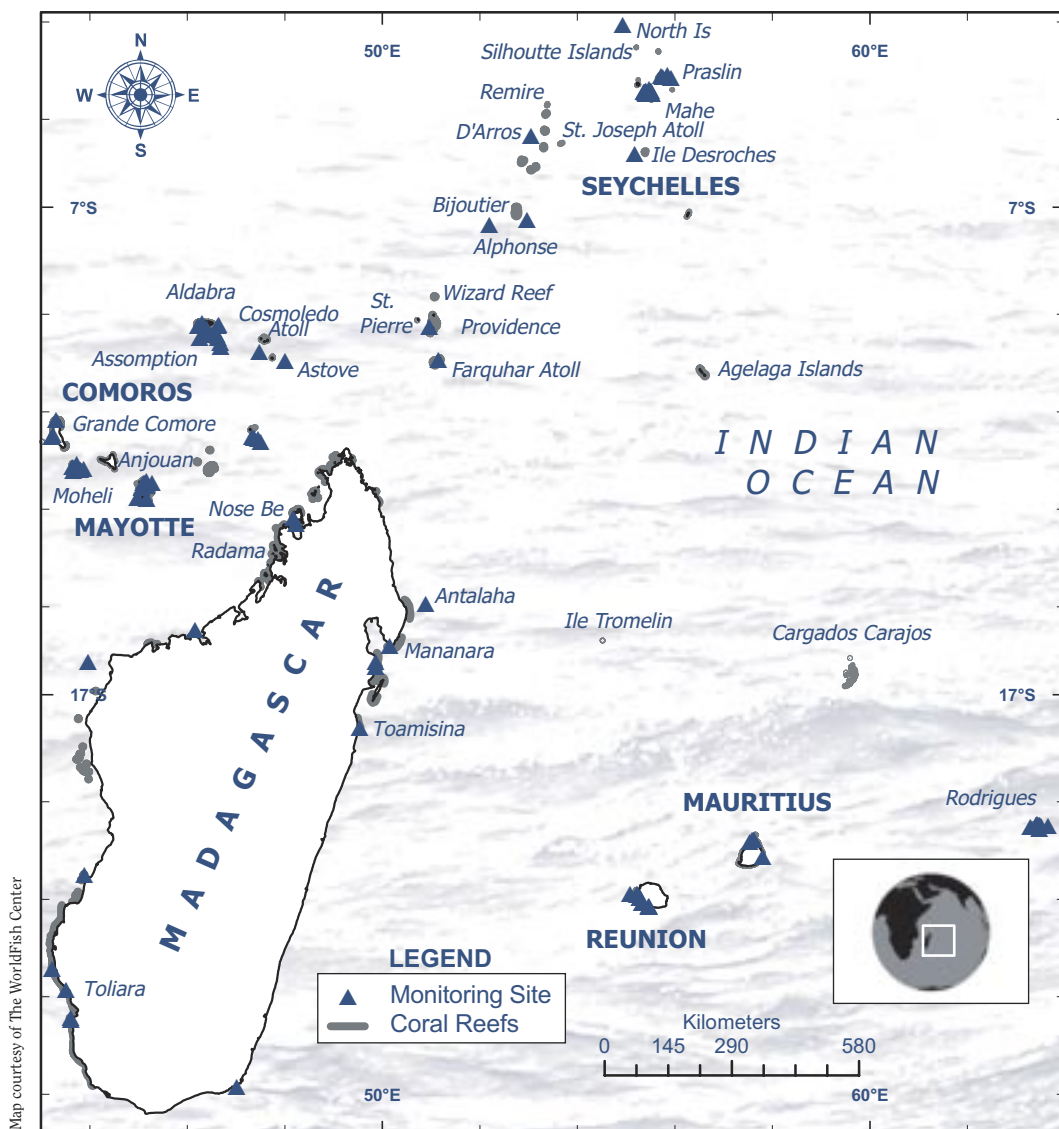 N
W
E
S
50°E
60°E
North Is
Silhoutte Islands
Praslin
Remire
Mahe
D'Arros
St. Joseph Atoll
Ile Desroches
SEYCHELLES
7°S
7°S
Bijoutier
Alphonse
Aldabra
Cosmoledo
Atoll
St.
Pierre
Wizard Reef
Providence
Assomption
Astove
Farquhar Atoll
Agelaga Islands
COMOROS
Grande Comore
Anjouan
Moheli
MAYOTTE
INDIAN
OCEAN
Nose Be
Radama
Antalaha
Ile Tromelin
Cargados Carajos
Mananara
17°S
17°S
Toamisina
MADAGASCAR
MAURITIUS
Rodrigues
REUNION
Toliara
LEGEND
Monitoring Site
Coral Reefs
Kilometers
0 145 290 580
50°E
60°E
Map courtesy of The WorldFish Center